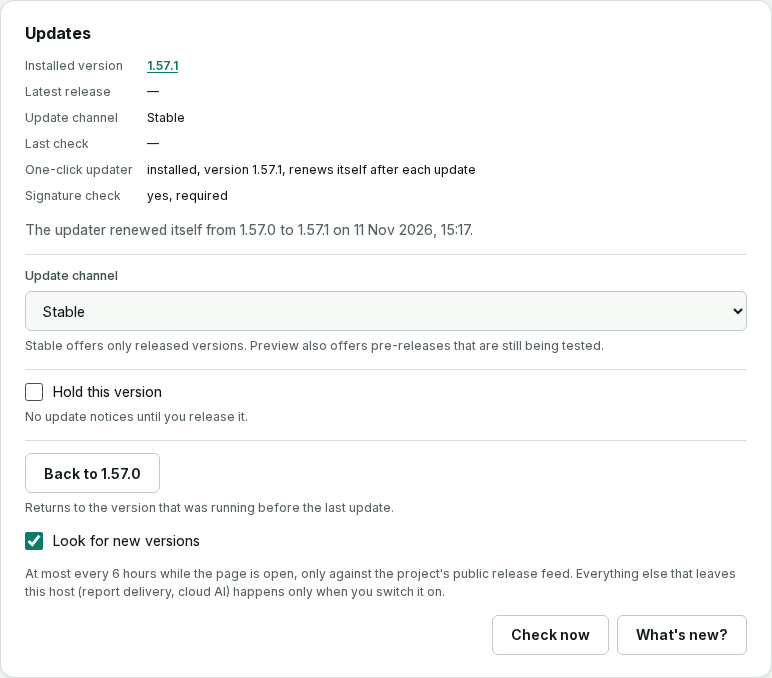 Updates
Installed version 1.57.1
Latest release —
Update channel Stable
Last check —
One-click updater installed, version 1.57.1, renews itself after each update
Signature check yes, required
The updater renewed itself from 1.57.0 to 1.57.1 on 11 Nov 2026, 15:17.
Update channel
Stable
Stable offers only released versions. Preview also offers pre-releases that are still being tested.
Hold this version
No update notices until you release it.
Back to 1.57.0
Returns to the version that was running before the last update.
Look for new versions
At most every 6 hours while the page is open, only against the project's public release feed. Everything else that leaves
this host (report delivery, cloud AI) happens only when you switch it on.
Check now What's new?